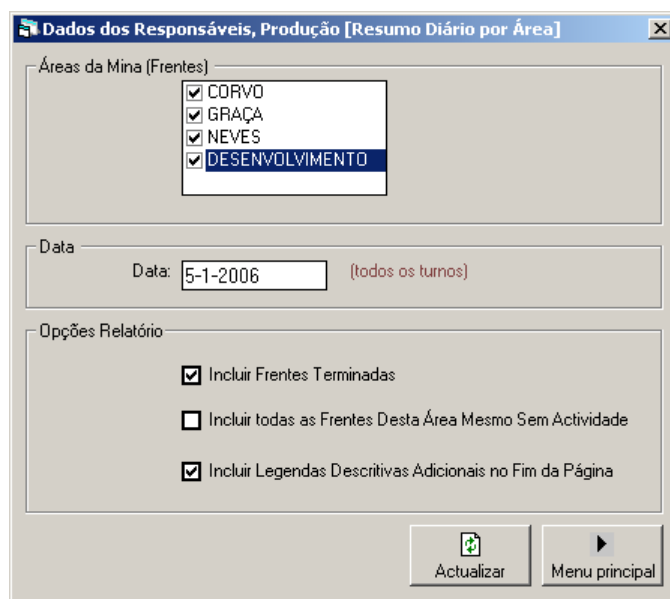 Dados dos Responsáveis, Produção [Resumo Diário por Área]
Áreas da Mina (Frentes)
CORVO
GRAÇA
NEVES
DESENVOLVIMENTO
Data
Data: 5-1-2006 (todos os turnos)
Opções Relatório
Incluir Frentes Terminadas
Incluir todas as Frentes Desta Área Mesmo Sem Actividade
Incluir Legendas Descritivas Adicionais no Fim da Página
Actualizar Menu principal